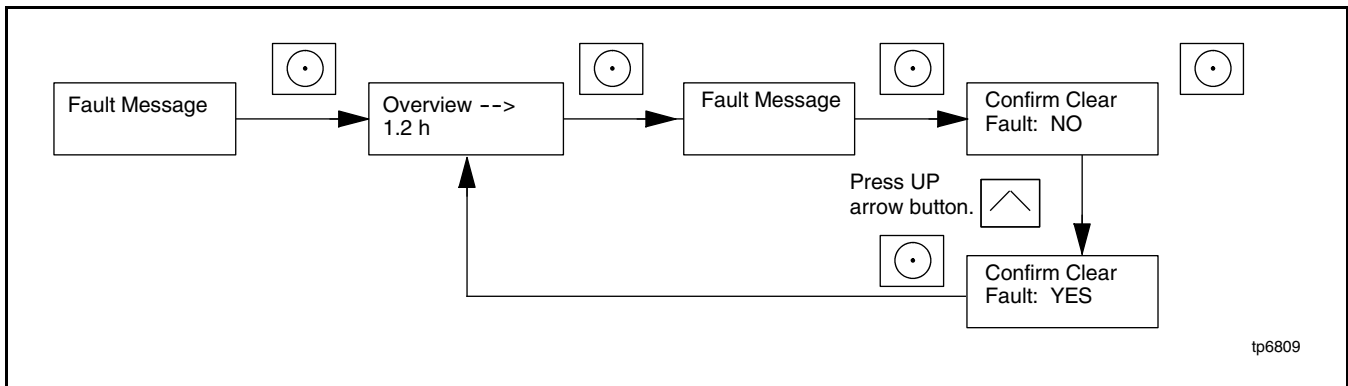 Fault Message
Overview -->
1.2 h
Fault Message
Confirm Clear
Fault: NO
Press UP
arrow button.
Confirm Clear
Fault: YES
tp6809